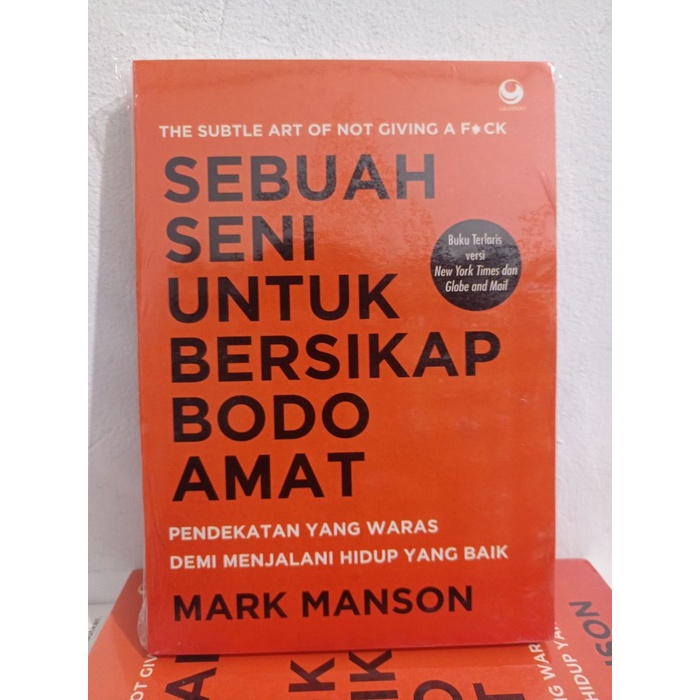 THE SUBTLE ART OF NOT GIVING A F*CK
SEBUAH
SENI
UNTUK
BERSIKAP
BODO
AMAT
Buku Terlaris
versi
New York Times dan
Globe and Mail
PENDEKATAN YANG WARAS
DEMI MENJALANI HIDUP YANG BAIK
MARK MANSON